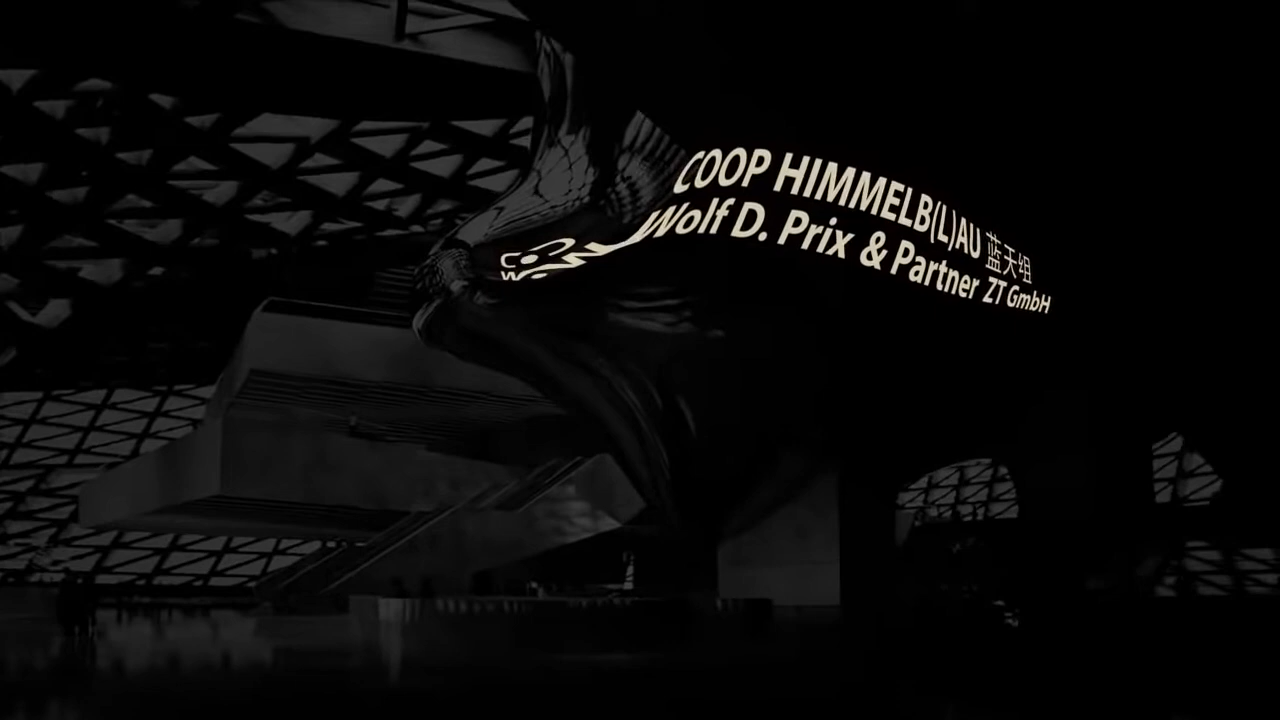 COOP HIMMELB(L)AU 蓝天组
Wolf D. Prix & Partner ZT GmbH